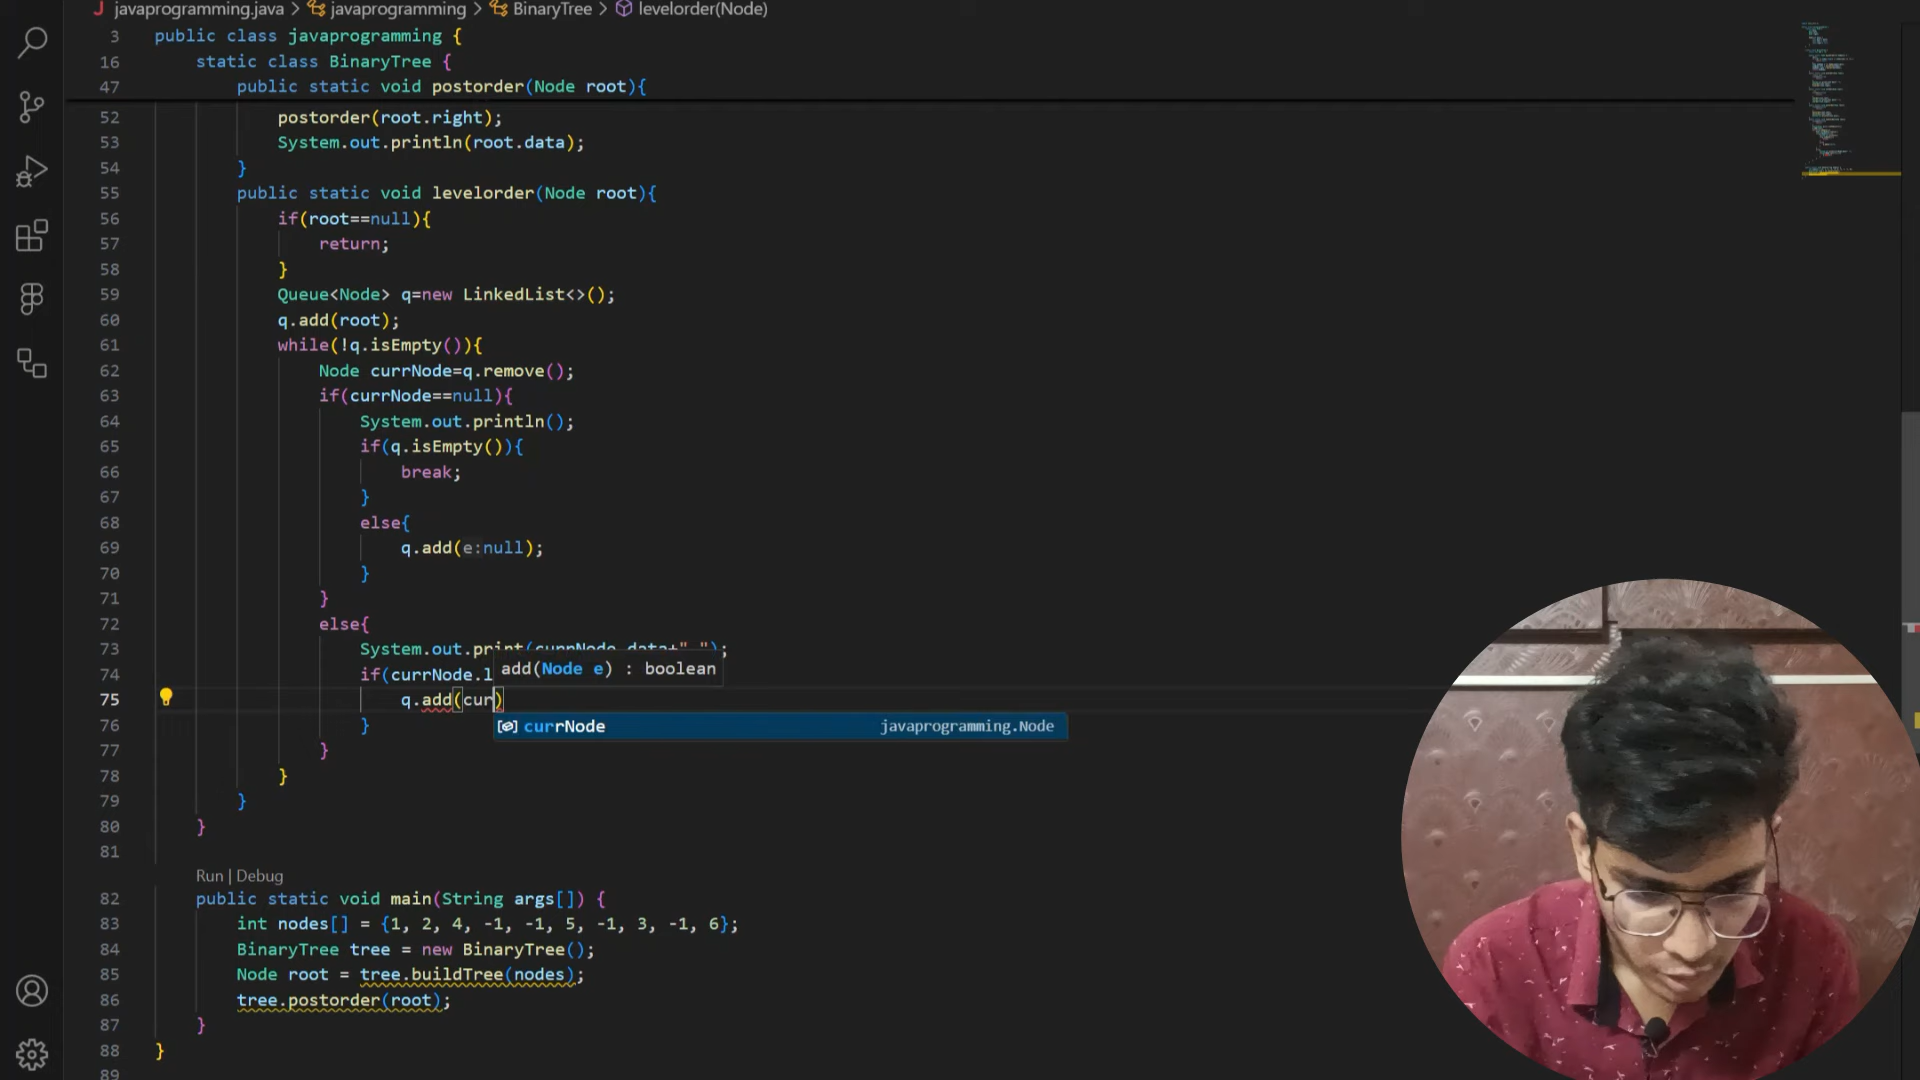 J javaprogramming.java > javaprogramming > BinaryTree > levelorder(Node)
3 public class javaprogramming {
16 static class BinaryTree {
47 public static void postorder(Node root){
52 postorder(root.right);
53 System.out.println(root.data);
54 }
55 public static void levelorder(Node root){
56 if(root==null){
57 return;
58 }
59 Queue<Node> q=new LinkedList<>();
60 q.add(root);
61 while(!q.isEmpty()){
62 Node currNode=q.remove();
63 if(currNode==null){
64 System.out.println();
65 if(q.isEmpty()){
66 break;
67 }
68 else{
69 q.add(e:null);
70 }
71 }
72 else{
73 System.out.print(currNode.data+" ");
74 if(currNode.l
add(Node e) : boolean
75 q.add(cur)
currNode javaprogramming.Node
76 }
77 }
78 }
79 }
80 }
81
Run | Debug
82 public static void main(String args[]) {
83 int nodes[] = {1, 2, 4, -1, -1, 5, -1, 3, -1, 6};
84 BinaryTree tree = new BinaryTree();
85 Node root = tree.buildTree(nodes);
86 tree.postorder(root);
87 }
88 }
89